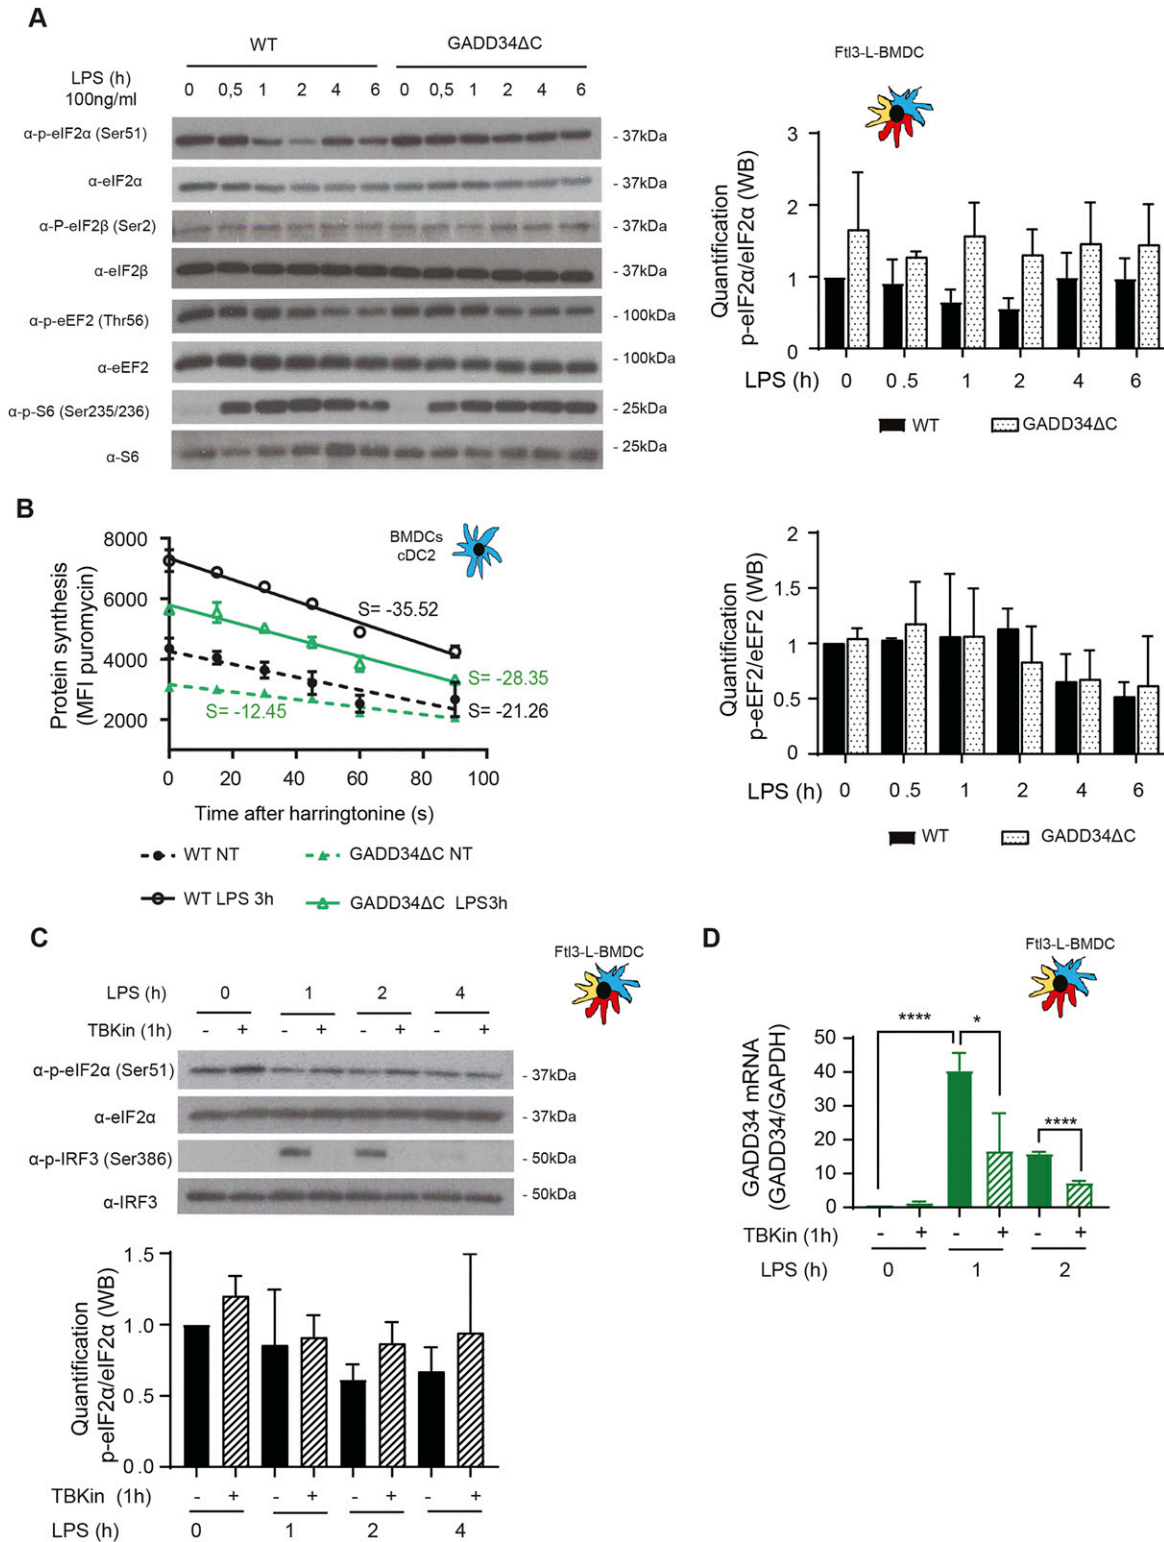 A
WT
GADD34ΔC
LPS (h)
100ng/ml
0 0,5 1 2 4 6 0 0,5 1 2 4 6
α-p-eIF2α (Ser51)
- 37kDa
α-eIF2α
- 37kDa
α-P-eIF2β (Ser2)
- 37kDa
α-eIF2β
- 37kDa
α-p-eEF2 (Thr56)
- 100kDa
α-eEF2
- 100kDa
α-p-S6 (Ser235/236)
- 25kDa
α-S6
- 25kDa
Ftl3-L-BMDC
Quantification
p-eIF2α/eIF2α (WB)
3
2
1
0
LPS (h)
0 0.5 1 2 4 6
WT
GADD34ΔC
B
Protein synthesis
(MFI puromycin)
8000
6000
4000
2000
BMDCs
cDC2
S= -35.52
S= -28.35
S= -12.45
S= -21.26
0 20 40 60 80 100
Time after harringtonine (s)
WT NT
GADD34ΔC NT
WT LPS 3h
GADD34ΔC LPS3h
Quantification
p-eEF2/eEF2 (WB)
2
1.5
1
0.5
0
LPS (h)
0 0.5 1 2 4 6
WT
GADD34ΔC
C
Ftl3-L-BMDC
LPS (h)
0 1 2 4
TBKin (1h)
- + - + - + - +
α-p-eIF2α (Ser51)
- 37kDa
α-eIF2α
- 37kDa
α-p-IRF3 (Ser386)
- 50kDa
α-IRF3
- 50kDa
Quantification
p-eIF2α/eIF2α (WB)
1.5
1.0
0.5
0.0
TBKin (1h)
- + - + - + - +
LPS (h)
0 1 2 4
D
Ftl3-L-BMDC
GADD34 mRNA
(GADD34/GAPDH)
50
40
30
20
10
0
****
*
****
TBKin (1h)
- + - + - +
LPS (h)
0 1 2